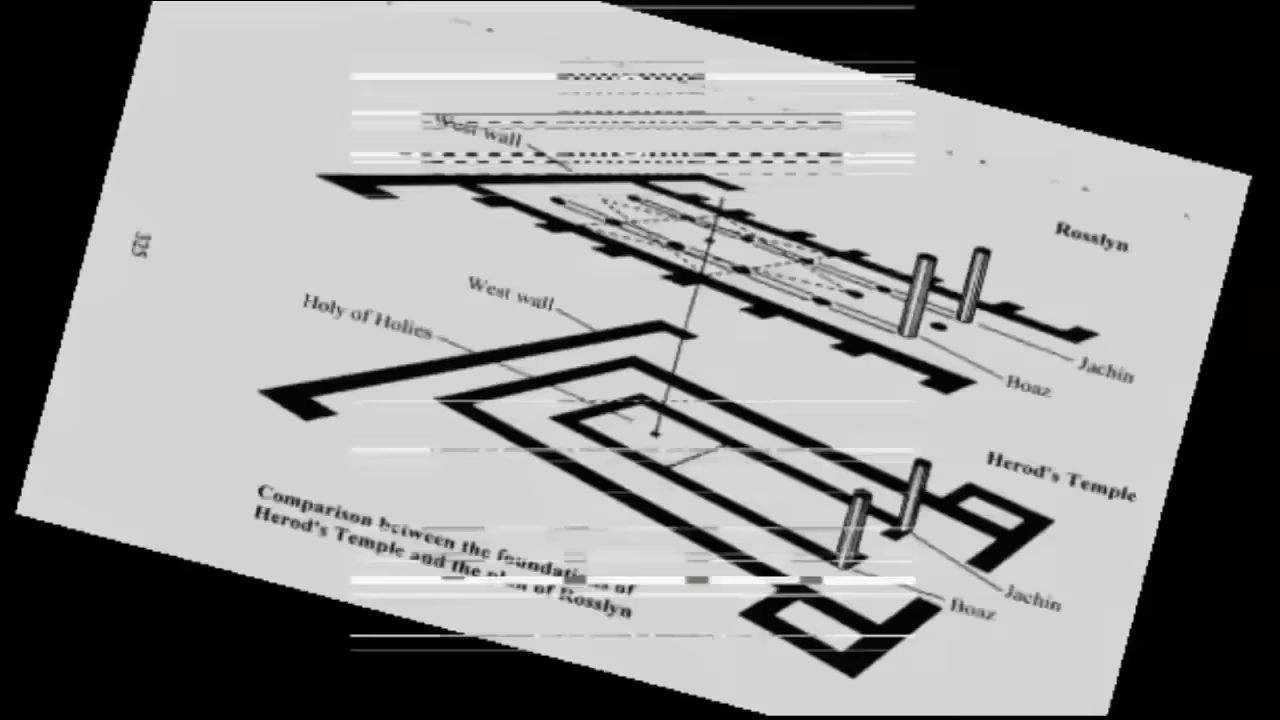 West wall
Rosslyn
325
West wall
Holy of Holies
Jachin
Boaz
Herod's Temple
Comparison between the foundations of
Herod's Temple and the plan of Rosslyn
Jachin
Boaz